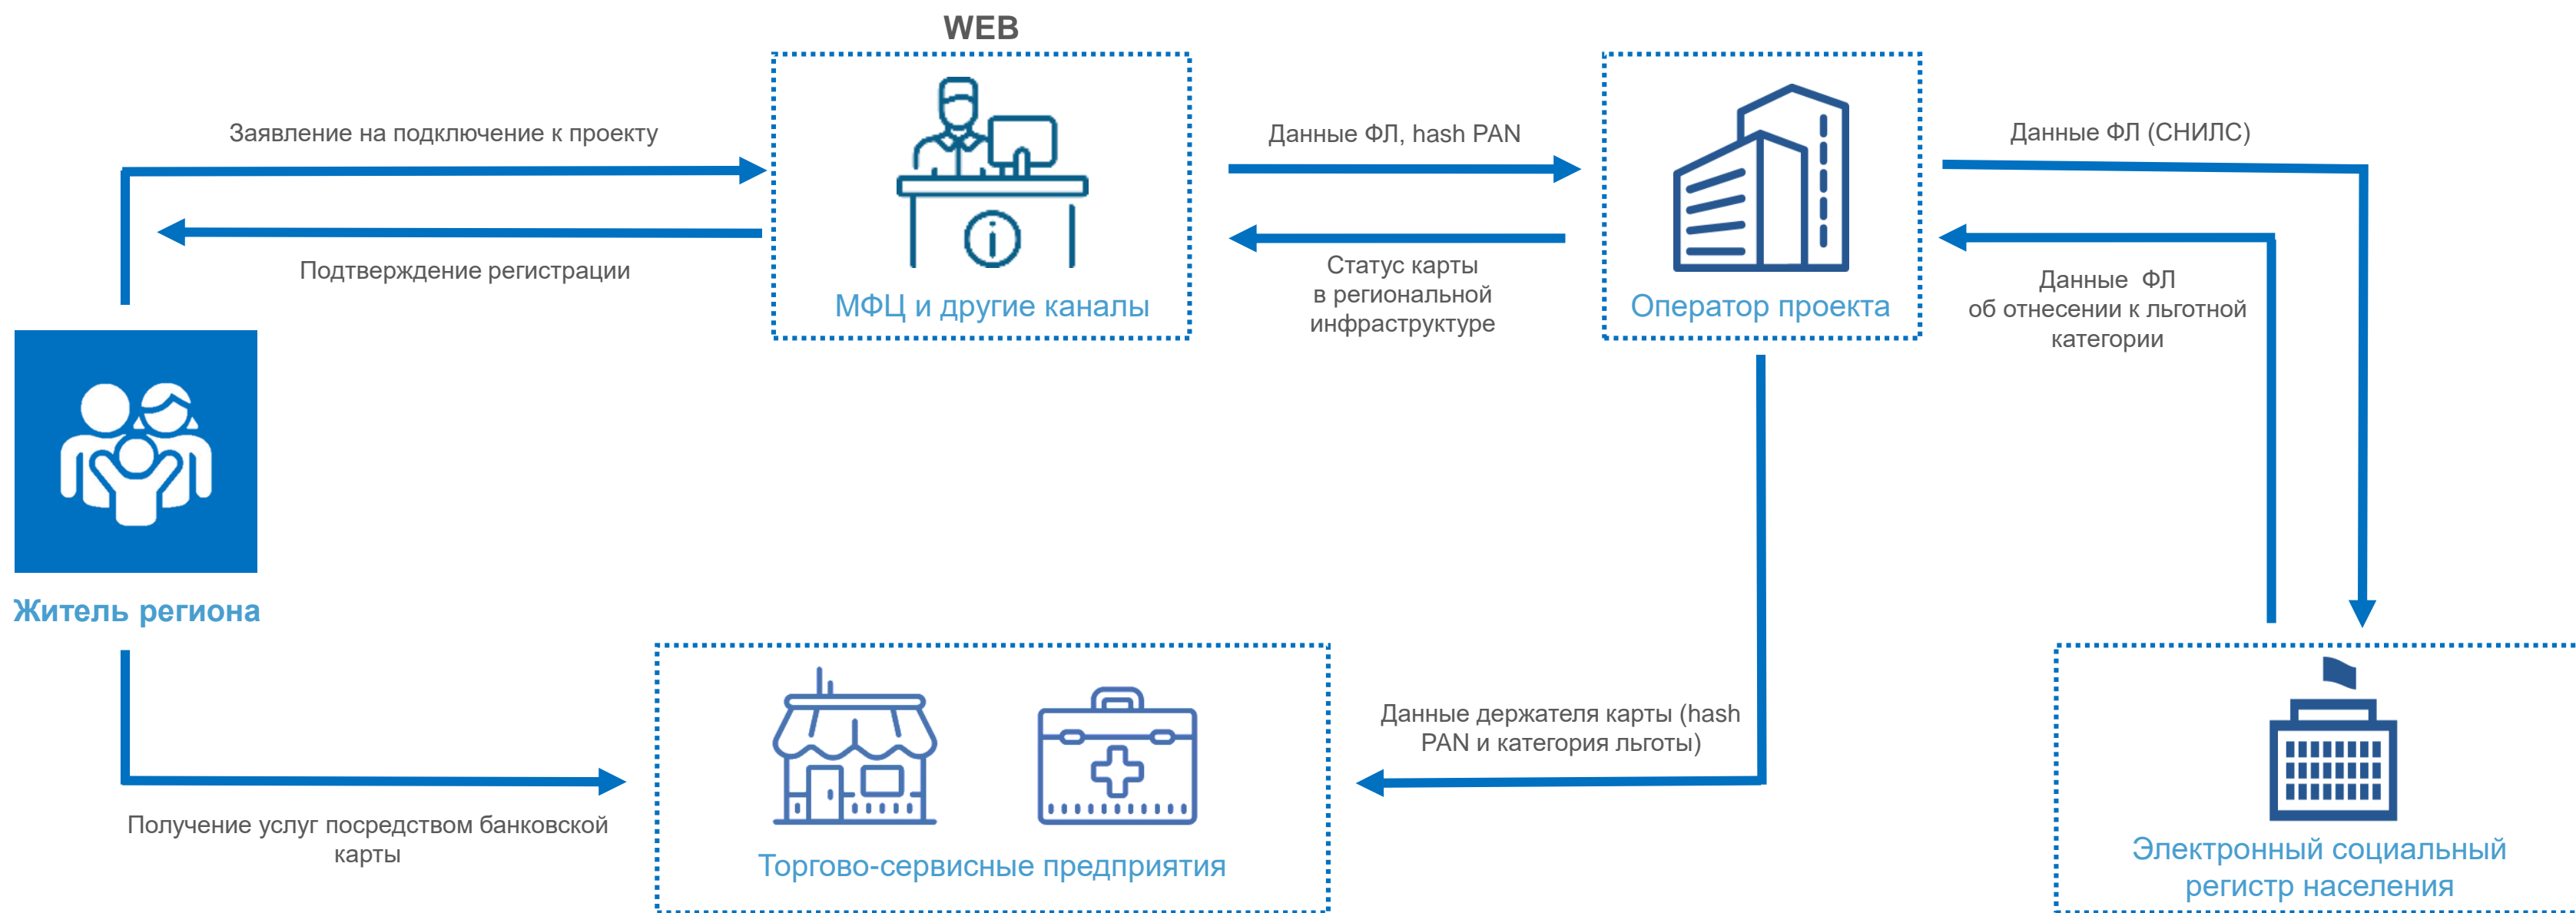 WEB
Заявление на подключение к проекту
Подтверждение регистрации
МФЦ и другие каналы
Данные ФЛ, hash PAN
Статус карты
в региональной
инфраструктуре
Оператор проекта
Данные ФЛ (СНИЛС)
Данные ФЛ
об отнесении к льготной
категории
Житель региона
Получение услуг посредством банковской
карты
Торгово-сервисные предприятия
Данные держателя карты (hash
PAN и категория льготы)
Электронный социальный
регистр населения